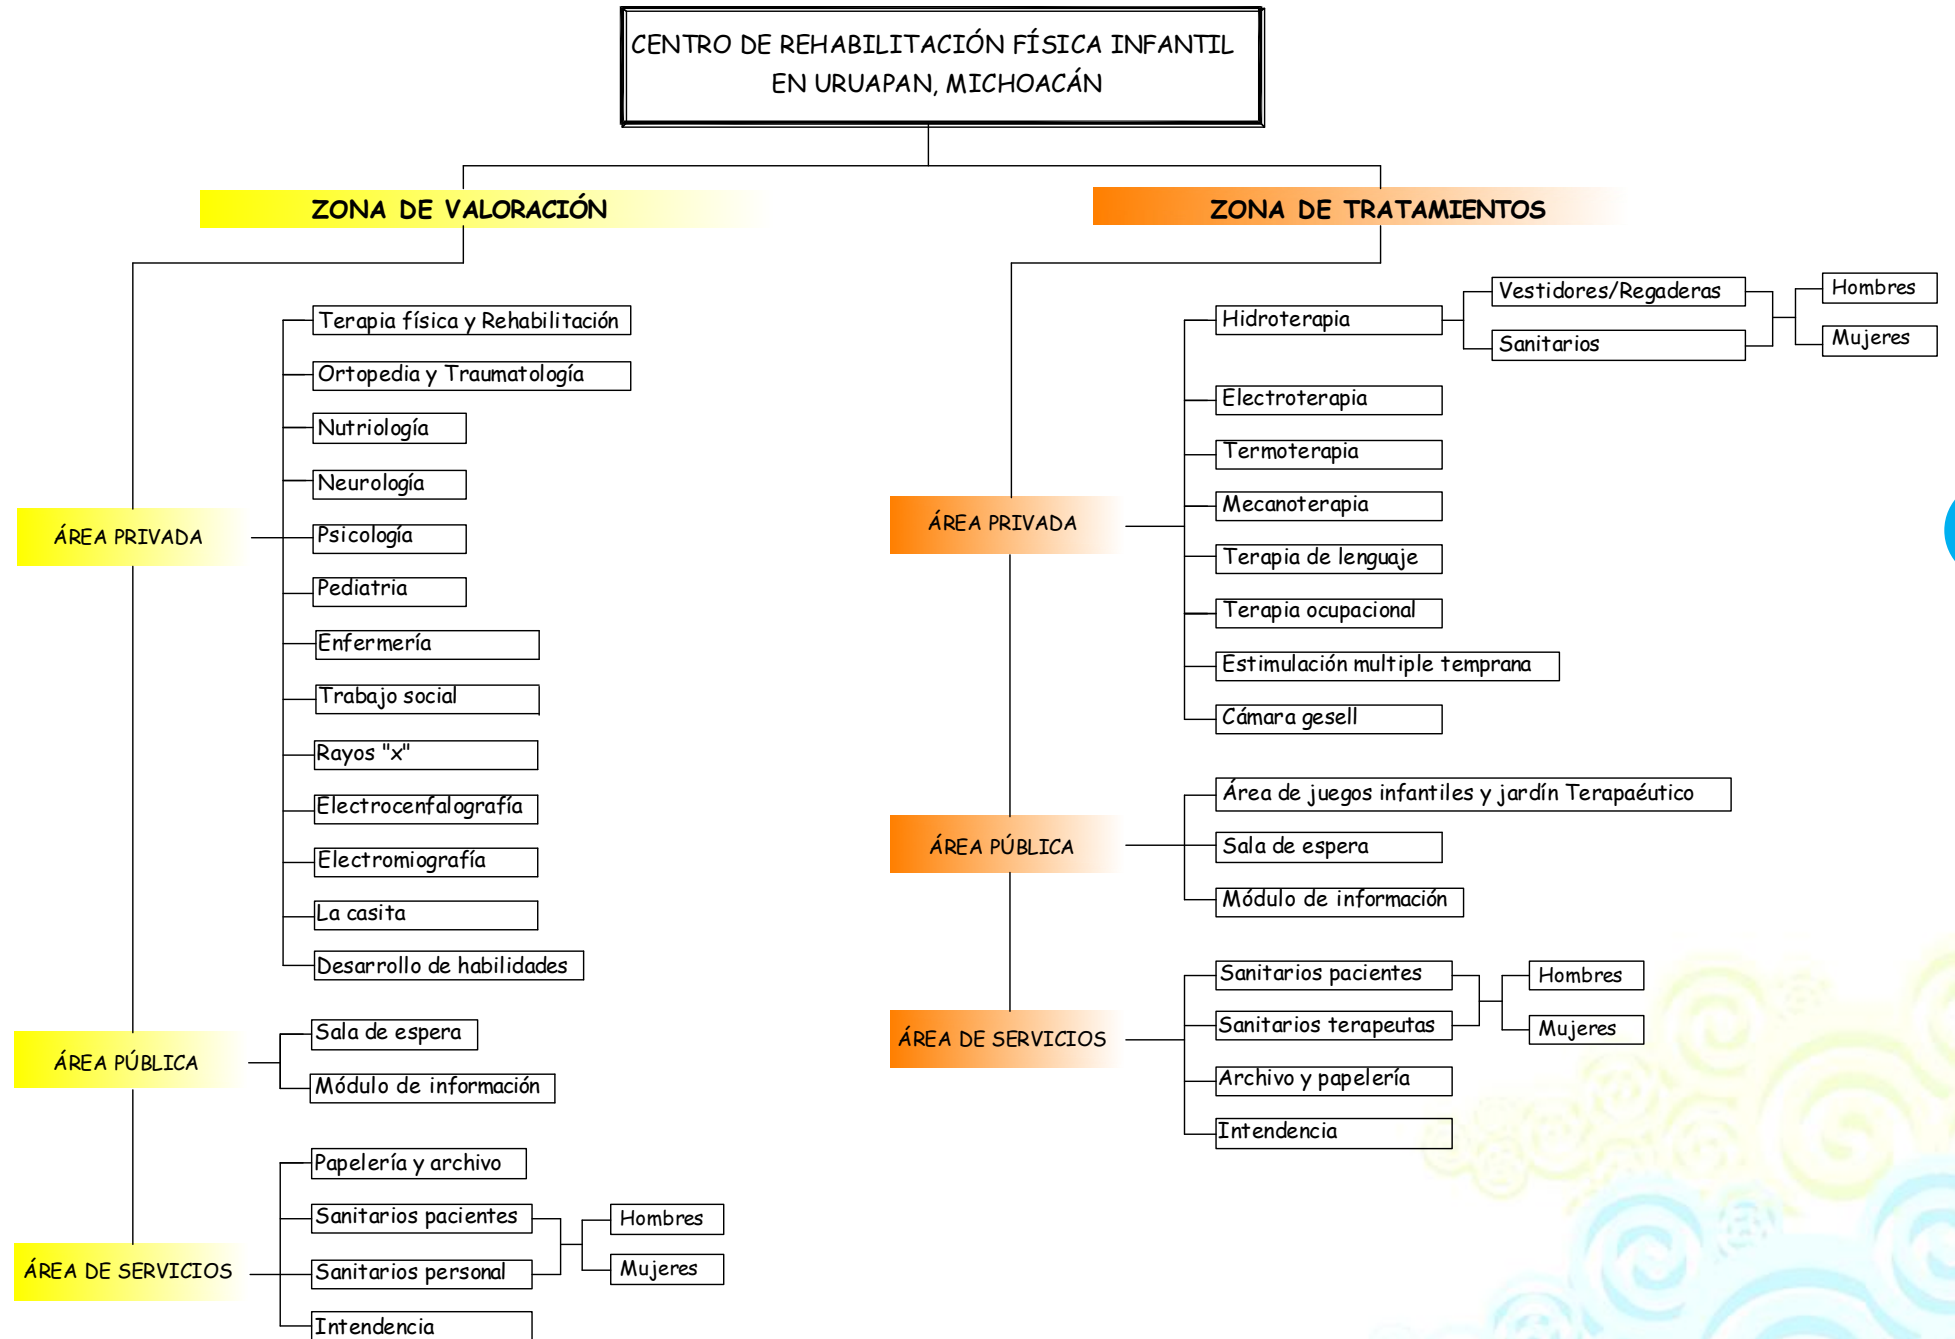 CENTRO DE REHABILITACIÓN FÍSICA INFANTIL
EN URUAPAN, MICHOACÁN
ZONA DE VALORACIÓN
ÁREA PRIVADA
Terapia física y Rehabilitación
Ortopedia y Traumatología
Nutriología
Neurología
Psicología
Pediatria
Enfermería
Trabajo social
Rayos "x"
Electrocenfalografía
Electromiografía
La casita
Desarrollo de habilidades
ÁREA PÚBLICA
Sala de espera
Módulo de información
ÁREA DE SERVICIOS
Papelería y archivo
Sanitarios pacientes
Sanitarios personal
Hombres
Mujeres
Intendencia
ZONA DE TRATAMIENTOS
ÁREA PRIVADA
Hidroterapia
Vestidores/Regaderas
Sanitarios
Hombres
Mujeres
Electroterapia
Termoterapia
Mecanoterapia
Terapia de lenguaje
Terapia ocupacional
Estimulación multiple temprana
Cámara gesell
ÁREA PÚBLICA
Área de juegos infantiles y jardín Terapaéutico
Sala de espera
Módulo de información
ÁREA DE SERVICIOS
Sanitarios pacientes
Sanitarios terapeutas
Hombres
Mujeres
Archivo y papelería
Intendencia